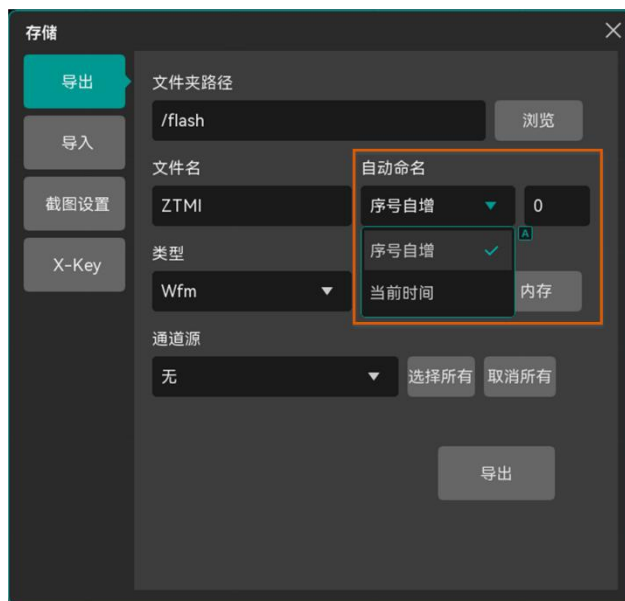 存储
导出
导入
截图设置
X-Key
文件夹路径
/flash
浏览
文件名
自动命名
ZTMI
序号自增
0
A
序号自增
当前时间
类型
Wfm
内存
通道源
无
选择所有
取消所有
导出